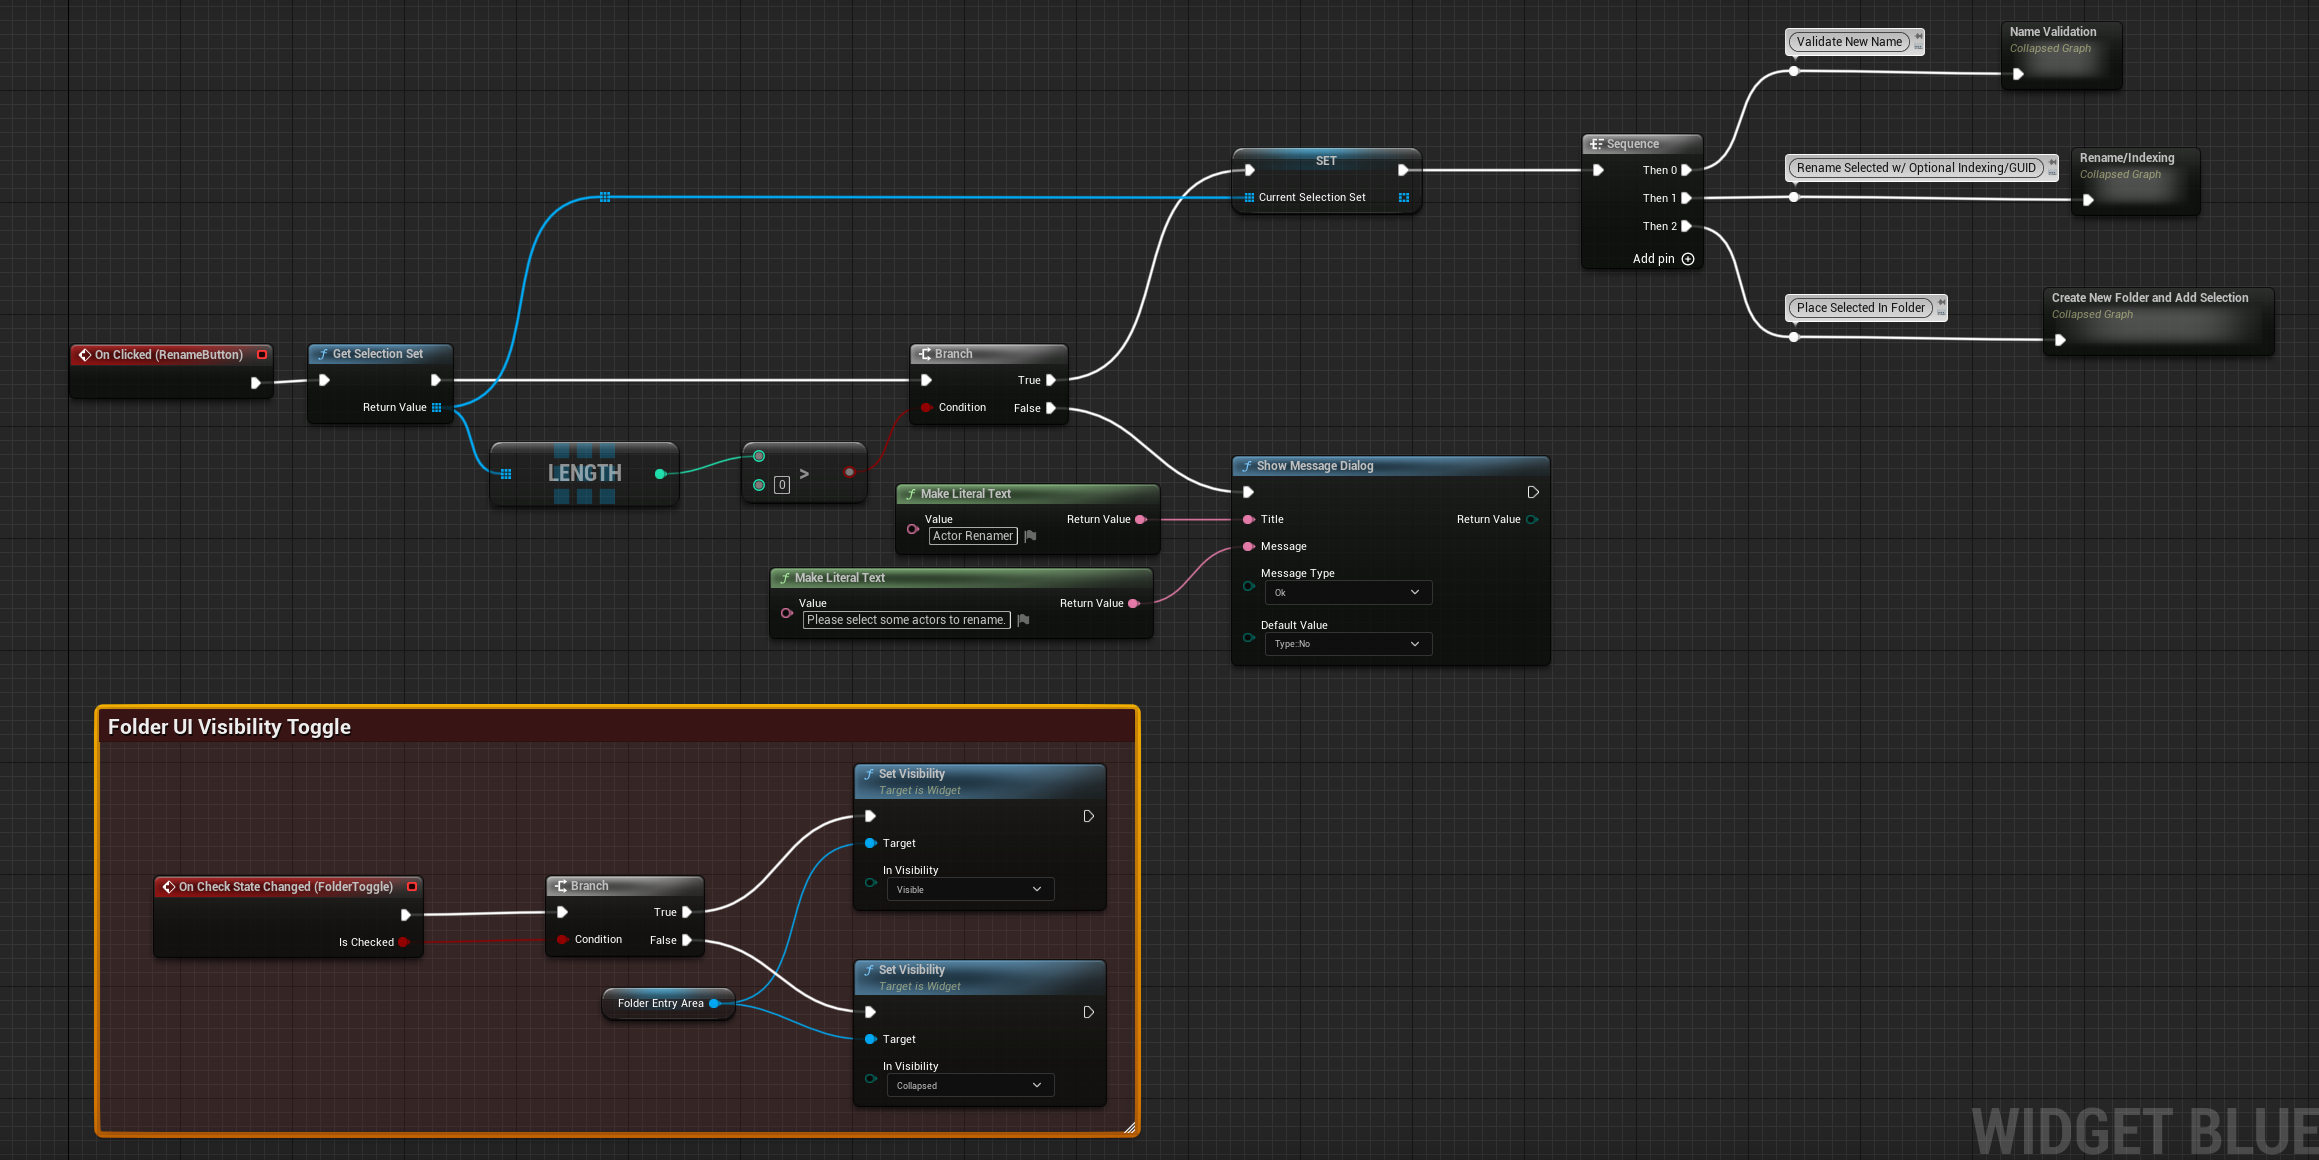 Validate New Name
Name Validation
Collapsed Graph
SET
Current Selection Set
Sequence
Then 0
Then 1
Then 2
Add pin
Rename Selected w/ Optional Indexing/GUID
Rename/Indexing
Collapsed Graph
Place Selected In Folder
Create New Folder and Add Selection
Collapsed Graph
On Clicked (RenameButton)
f Get Selection Set
Return Value
Branch
True
Condition
False
LENGTH
0
>
f Make Literal Text
Value
Actor Renamer
Return Value
f Make Literal Text
Value
Please select some actors to rename.
Return Value
f Show Message Dialog
Title
Return Value
Message
Message Type
Ok
Default Value
Type::No
Folder UI Visibility Toggle
On Check State Changed (FolderToggle)
Is Checked
Branch
True
Condition
False
Folder Entry Area
f Set Visibility
Target is Widget
Target
In Visibility
Visible
f Set Visibility
Target is Widget
Target
In Visibility
Collapsed
WIDGET BLUE